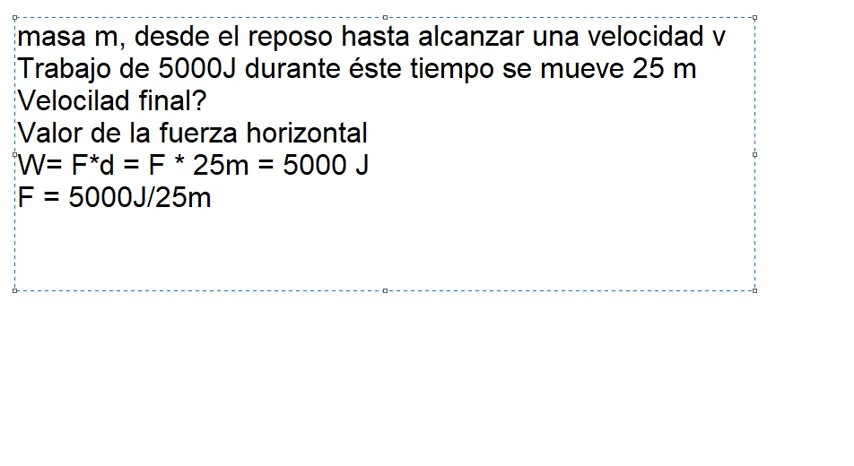 masa m, desde el reposo hasta alcanzar una velocidad v
Trabajo de 5000J durante éste tiempo se mueve 25 m
Velocilad final?
Valor de la fuerza horizontal
W= F*d = F * 25m = 5000 J
F = 5000J/25m